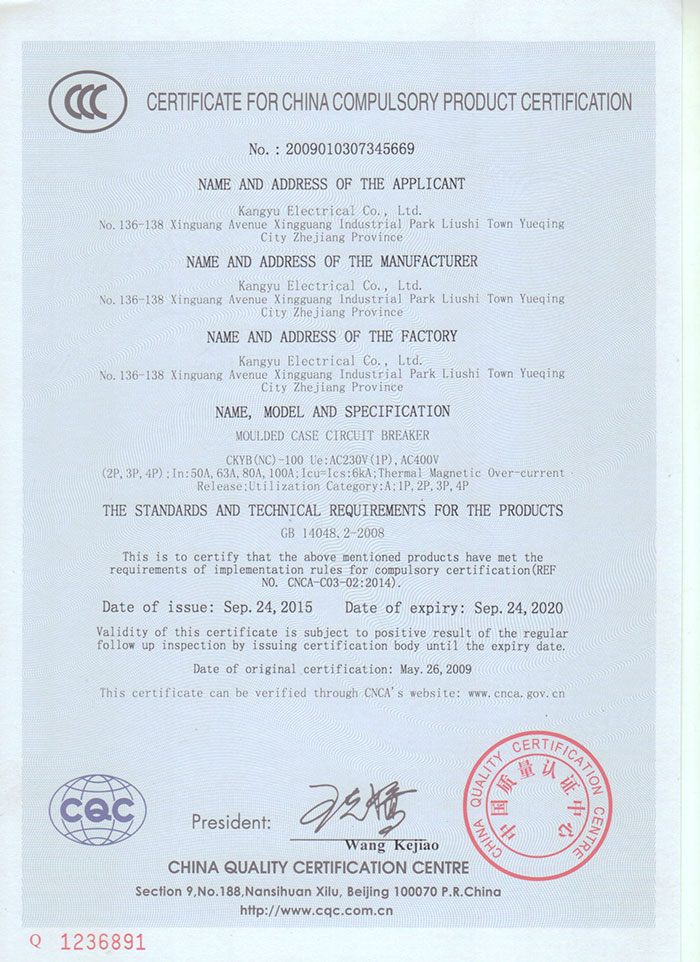 CCC
CERTIFICATE FOR CHINA COMPULSORY PRODUCT CERTIFICATION
No.: 2009010307345669
NAME AND ADDRESS OF THE APPLICANT
Kangyu Electrical Co., Ltd.
No.136-138 Xinguang Avenue Xingguang Industrial Park Liushi Town Yueqing
City Zhejiang Province
NAME AND ADDRESS OF THE MANUFACTURER
Kangyu Electrical Co., Ltd.
No.136-138 Xinguang Avenue Xingguang Industrial Park Liushi Town Yueqing
City Zhejiang Province
NAME AND ADDRESS OF THE FACTORY
Kangyu Electrical Co., Ltd.
No.136-138 Xinguang Avenue Xingguang Industrial Park Liushi Town Yueqing
City Zhejiang Province
NAME, MODEL AND SPECIFICATION
MOULDED CASE CIRCUIT BREAKER
CKYB(NC)-100 Ue:AC230V(1P),AC400V
(2P,3P,4P);In:50A,63A,80A,100A;Icu=Ics:6kA;Thermal Magnetic Over-current
Release;Utilization Category:A;1P,2P,3P,4P
THE STANDARDS AND TECHNICAL REQUIREMENTS FOR THE PRODUCTS
GB 14048.2-2008
This is to certify that the above mentioned products have met the
requirements of implementation rules for compulsory certification(REF
NO. CNCA-C03-02:2014).
Date of issue: Sep.24,2015 Date of expiry: Sep.24,2020
Validity of this certificate is subject to positive result of the regular
follow up inspection by issuing certification body until the expiry date.
Date of original certification: May.26,2009
This certificate can be verified through CNCA's website: www.cnca.gov.cn
CQC
President:
Wang Kejiao
CHINA QUALITY CERTIFICATION CENTRE
中国质量认证中心
CHINA QUALITY CERTIFICATION CENTRE
Section 9,No.188,Nansihuan Xilu, Beijing 100070 P.R.China
http://www.cqc.com.cn
Q 1236891